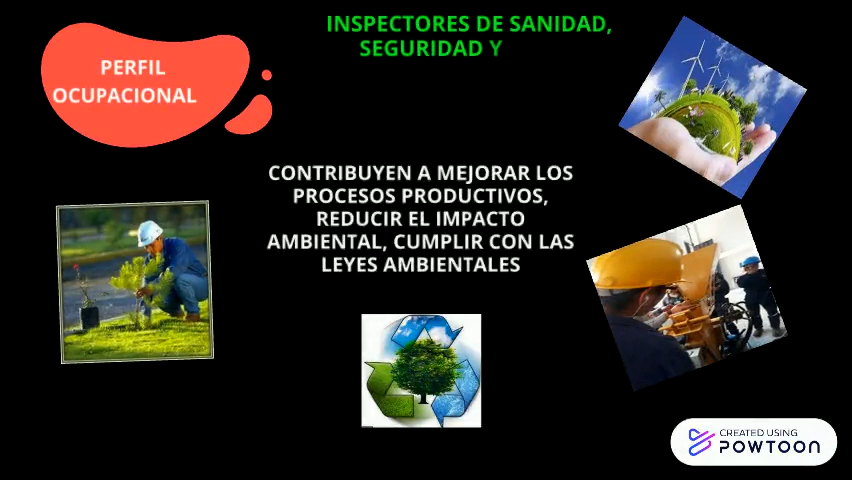 PERFIL
OCUPACIONAL
INSPECTORES DE SANIDAD,
SEGURIDAD Y
CONTRIBUYEN A MEJORAR LOS
PROCESOS PRODUCTIVOS,
REDUCIR EL IMPACTO
AMBIENTAL, CUMPLIR CON LAS
LEYES AMBIENTALES
CREATED USING
POWTOON